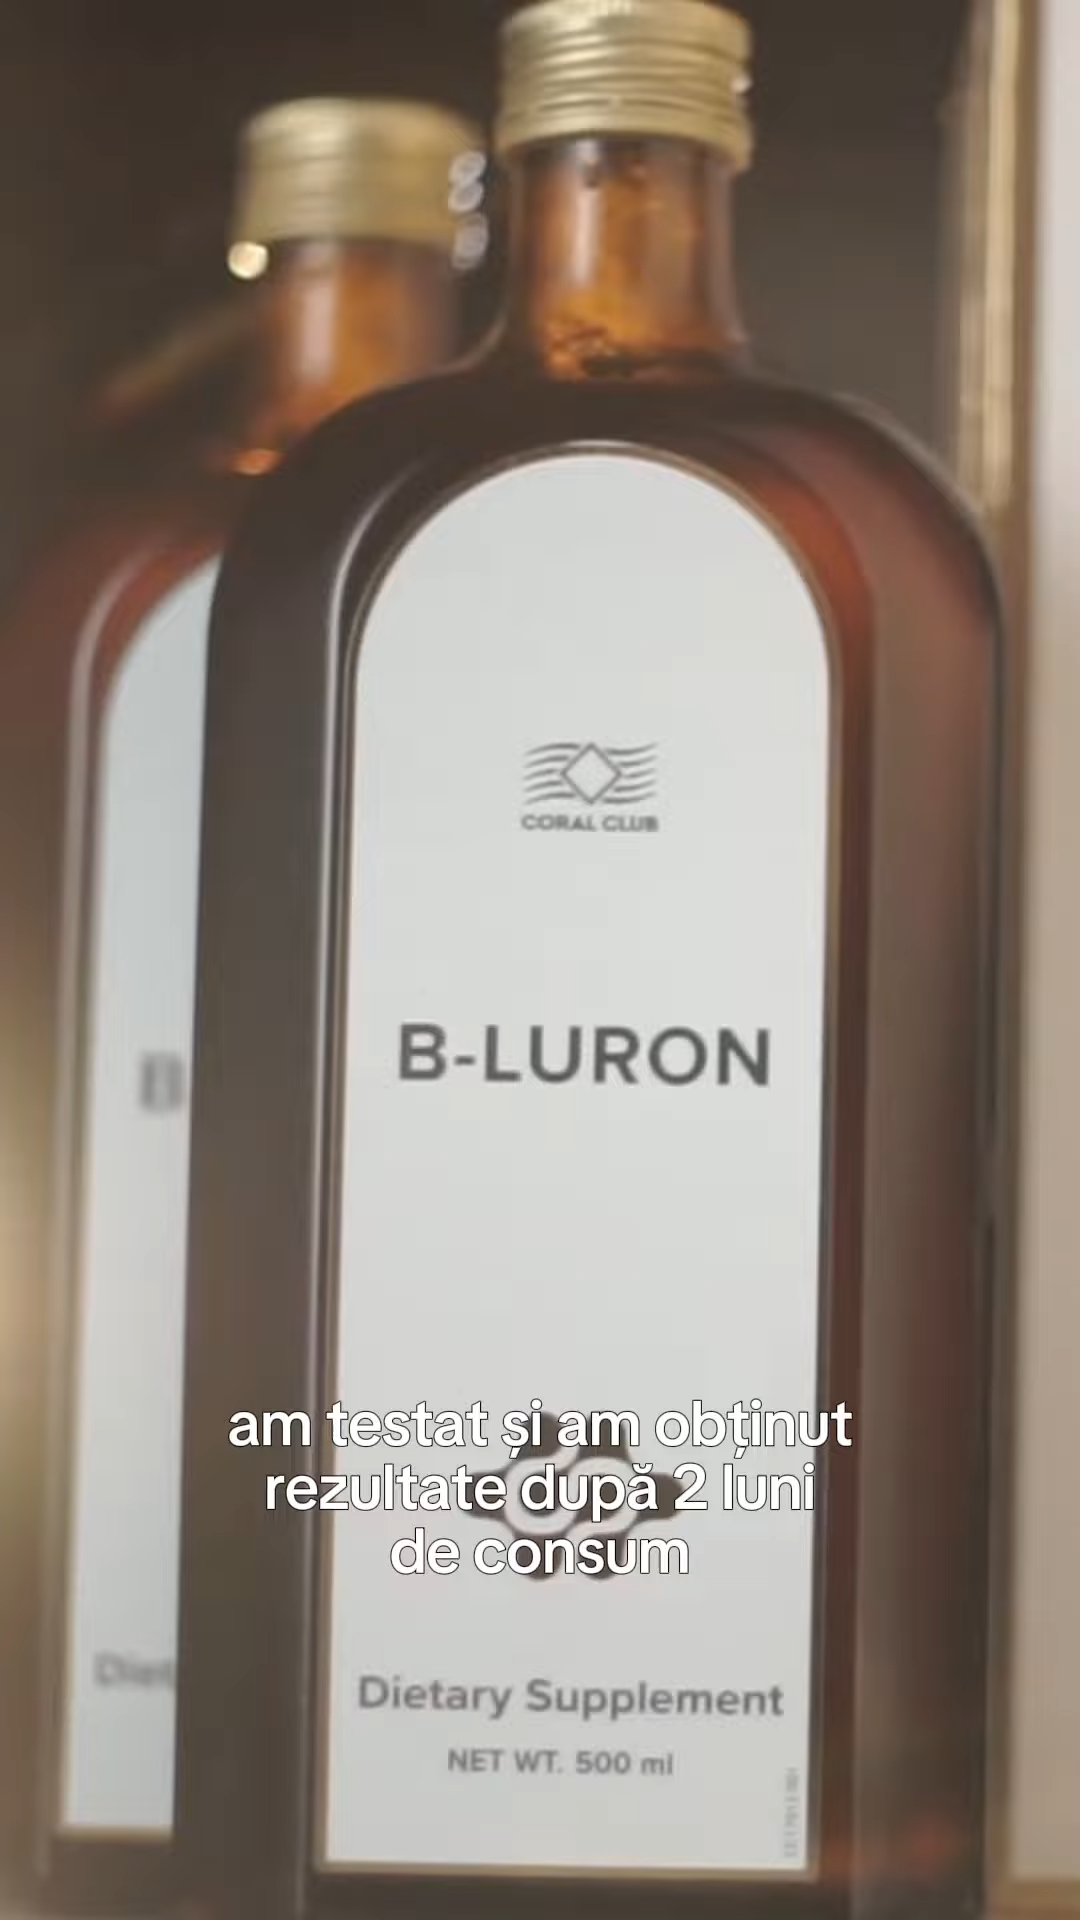 CORAL CLUB
B-LURON
B
am testat și am obținut
rezultate după 2 luni
de consum
Dietary Supplement
Diet
NET WT. 500 ml